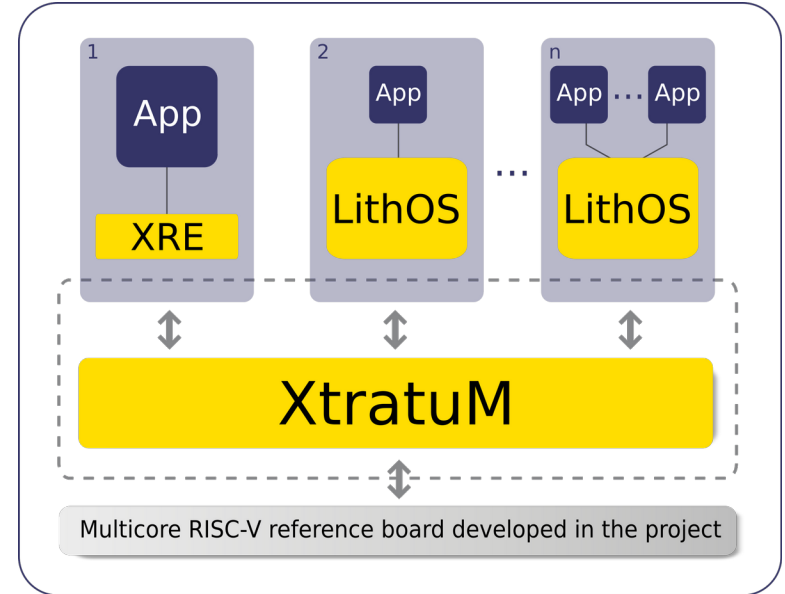 1
App
XRE
2
App
LithOS
...
n
App ... App
LithOS
XtratuM
Multicore RISC-V reference board developed in the project